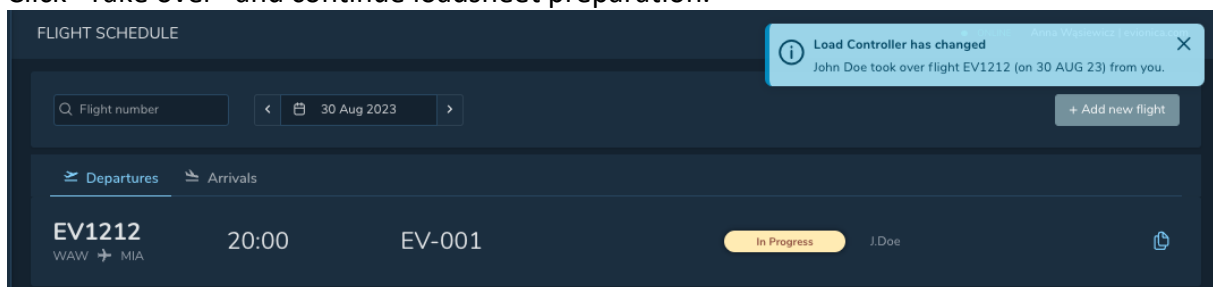 Click "Take over" and continue loadsheet preparation.
FLIGHT SCHEDULE
Load Controller has changed
John Doe took over flight EV1212 (on 30 AUG 23) from you.
Flight number
30 Aug 2023
+ Add new flight
Departures
Arrivals
EV1212
20:00
EV-001
In Progress
J.Doe
WAW MIA